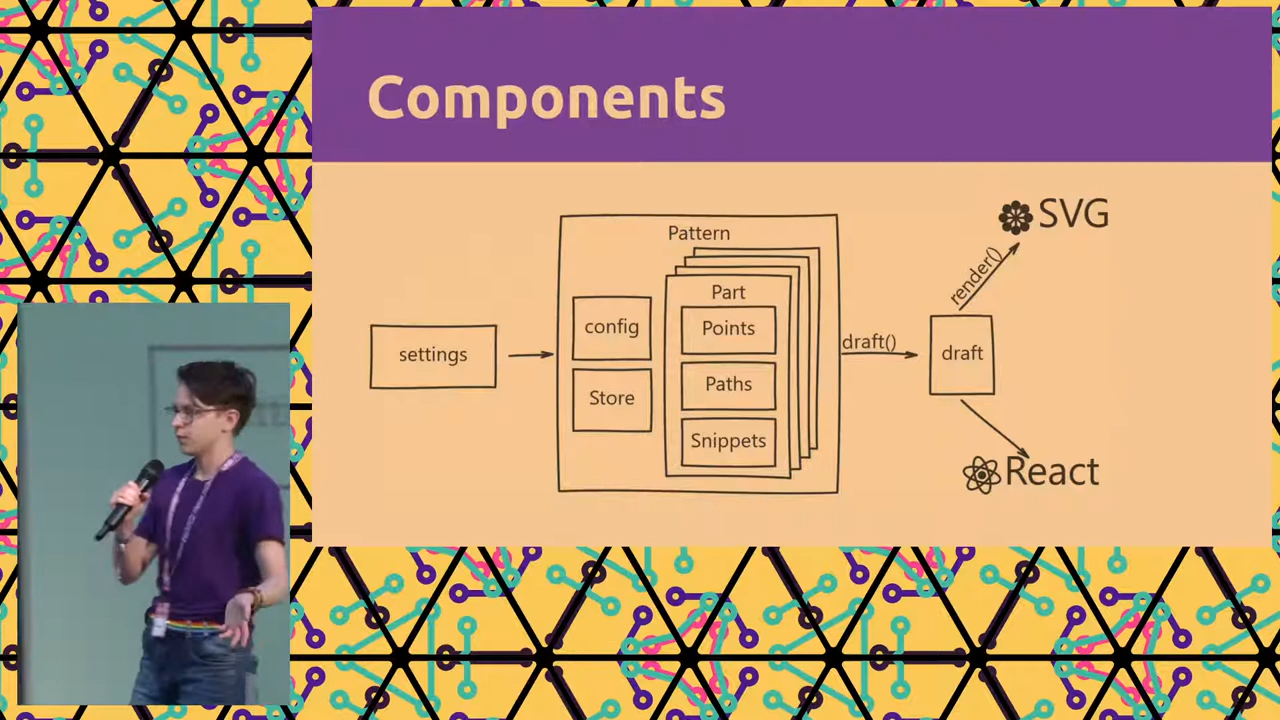 Components
settings
Pattern
config
Store
Part
Points
Paths
Snippets
draft()
draft
render()
SVG
React